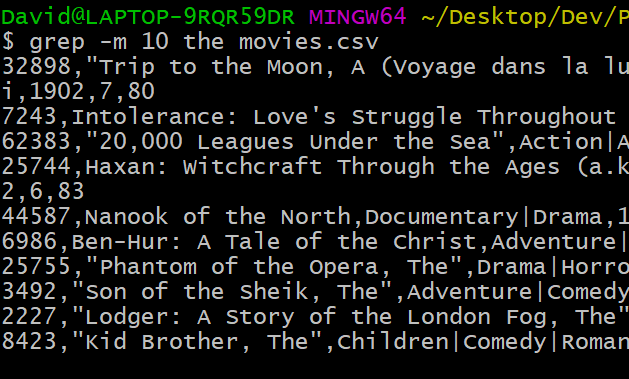 David@LAPTOP-9RQR59DR MINGW64 ~/Desktop/Dev/P
$ grep -m 10 the movies.csv
32898,"Trip to the Moon, A (Voyage dans la lu
i,1902,7,80
7243,Intolerance: Love's Struggle Throughout
62383,"20,000 Leagues Under the Sea",Action|A
25744,Haxan: Witchcraft Through the Ages (a.k
2,6,83
44587,Nanook of the North,Documentary|Drama,1
6986,Ben-Hur: A Tale of the Christ,Adventure|
25755,"Phantom of the Opera, The",Drama|Horro
3492,"Son of the Sheik, The",Adventure|Comedy
2227,"Lodger: A Story of the London Fog, The"
8423,"Kid Brother, The",Children|Comedy|Roman